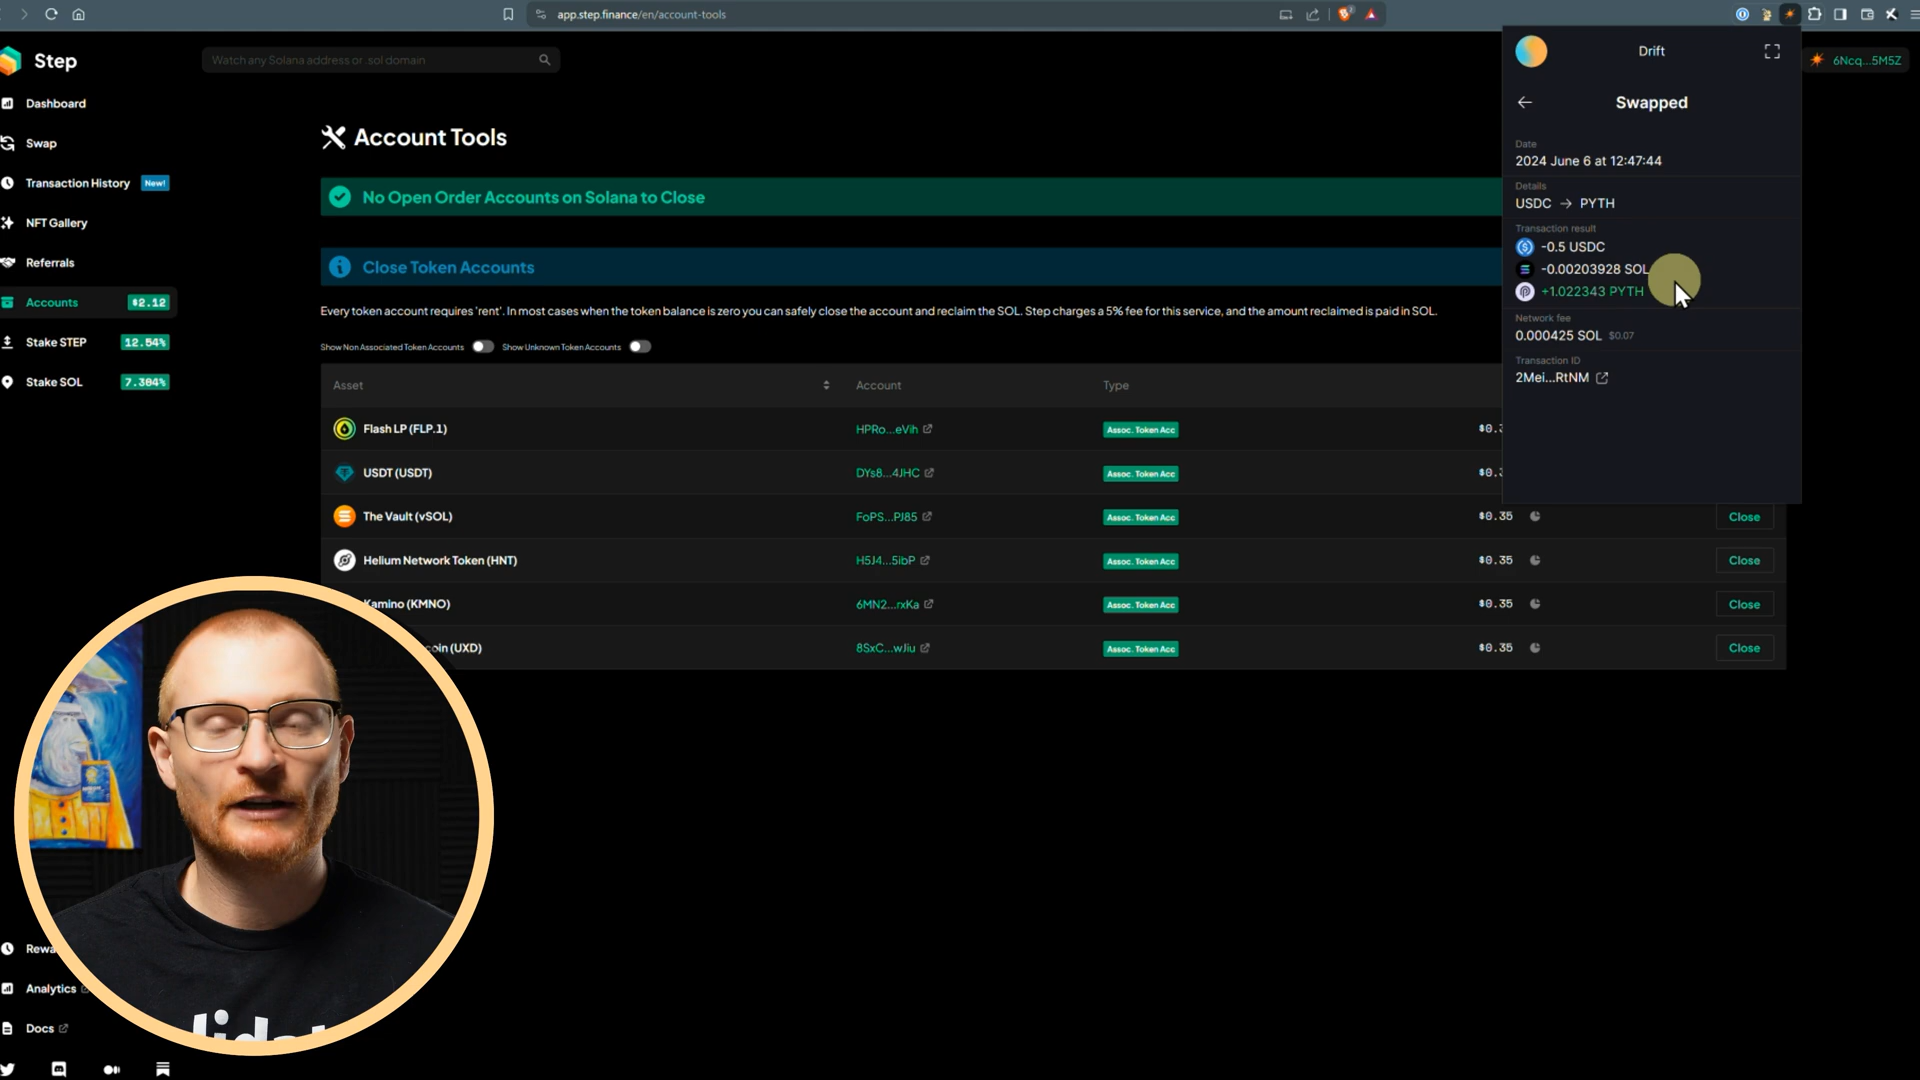 app.step.finance/en/account-tools
Step
Watch any Solana address or .sol domain
6Ncq...5M5Z
Dashboard
Swap
Transaction History New!
NFT Gallery
Referrals
Accounts $2.12
Stake STEP 12.54%
Stake SOL 7.304%
Account Tools
No Open Order Accounts on Solana to Close
Close Token Accounts
Every token account requires 'rent'. In most cases when the token balance is zero you can safely close the account and reclaim the SOL. Step charges a 5% fee for this service, and the amount reclaimed is paid in SOL.
Show Non Associated Token Accounts Show Unknown Token Accounts
Asset Account Type
Flash LP (FLP.1) HPRo...eVih Assoc. Token Acc
USDT (USDT) DYs8...4JHC Assoc. Token Acc
The Vault (vSOL) FoPS...PJ85 Assoc. Token Acc $0.35 Close
Helium Network Token (HNT) H5J4...5ibP Assoc. Token Acc $0.35 Close
Kamino (KMNO) 6MN2...rxKa Assoc. Token Acc $0.35 Close
(UXD) 8SxC...wJiu Assoc. Token Acc $0.35 Close
Drift
Swapped
Date
2024 June 6 at 12:47:44
Details
USDC → PYTH
Transaction result
-0.5 USDC
-0.00203928 SOL
+1.022343 PYTH
Network fee
0.000425 SOL $0.07
Transaction ID
2Mei...RtNM
Analytics
Docs